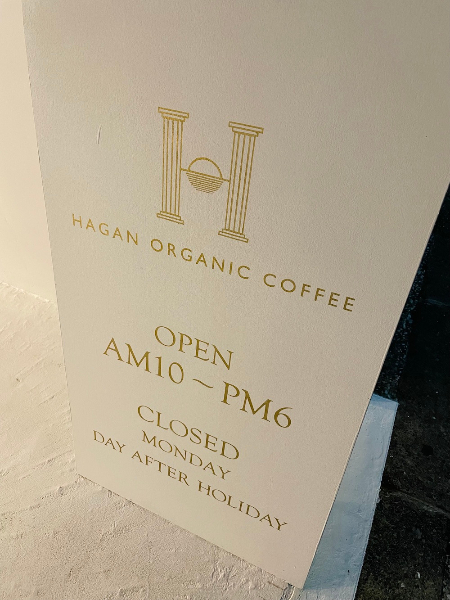 H
HAGAN ORGANIC COFFEE
OPEN
AM10 ~ PM6
CLOSED
MONDAY
DAY AFTER HOLIDAY